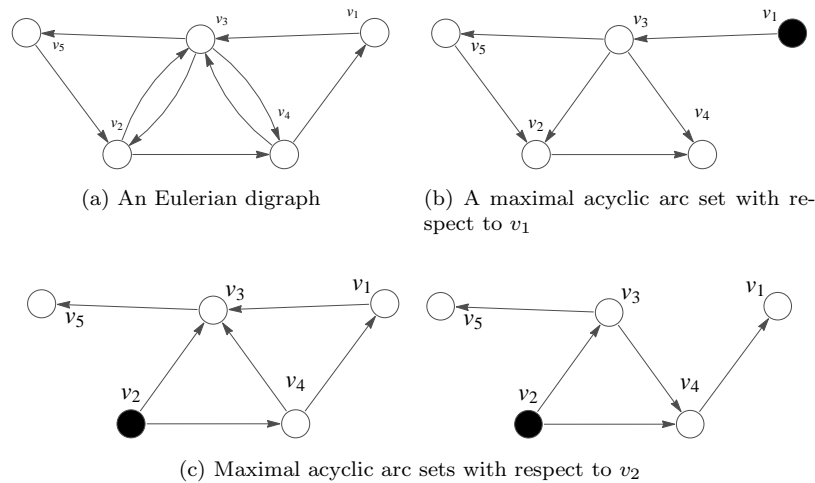 v3
v1
v5
v2
v4
(a) An Eulerian digraph
v1
v3
v5
v4
v2
(b) A maximal acyclic arc set with re-
spect to v1
v3
v1
v5
v2
v4
v3
v1
v5
v2
v4
(c) Maximal acyclic arc sets with respect to v2